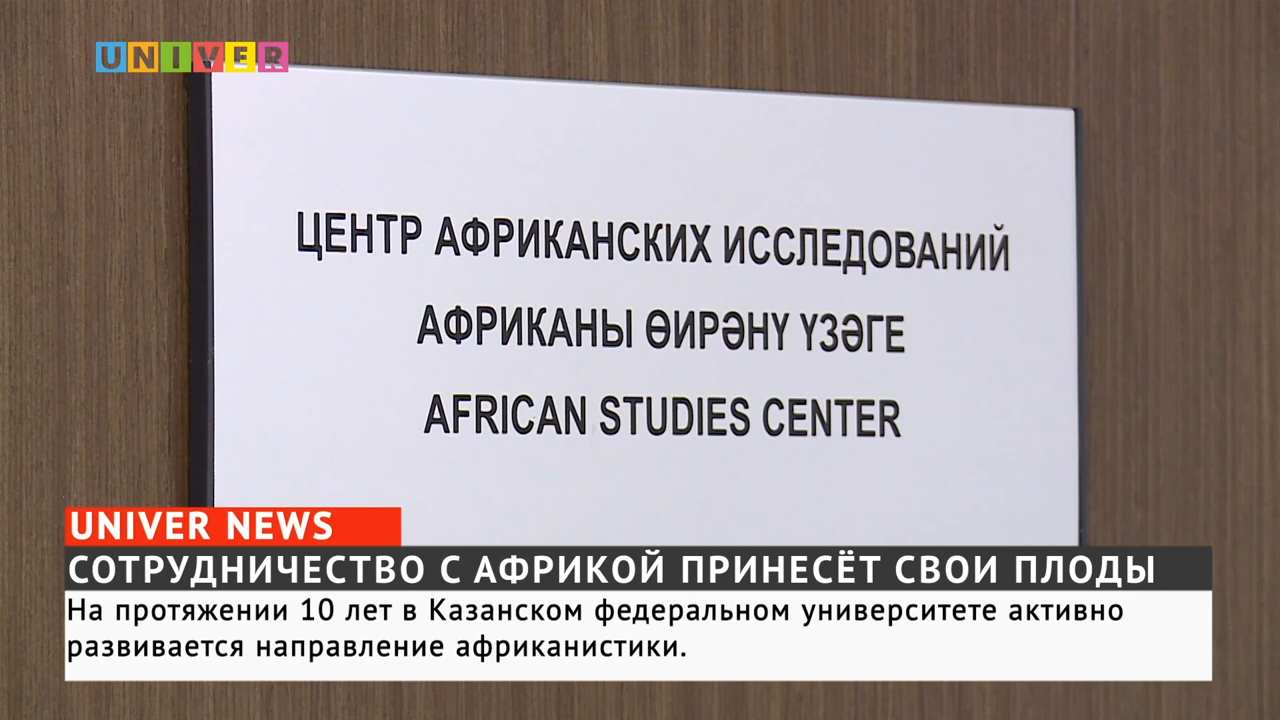 UNIVER
ЦЕНТР АФРИКАНСКИХ ИССЛЕДОВАНИЙ
АФРИКАНЫ ӨИРӘНҮ ҮЗӘГЕ
AFRICAN STUDIES CENTER
UNIVER NEWS
СОТРУДНИЧЕСТВО С АФРИКОЙ ПРИНЕСЁТ СВОИ ПЛОДЫ
На протяжении 10 лет в Казанском федеральном университете активно
развивается направление африканистики.